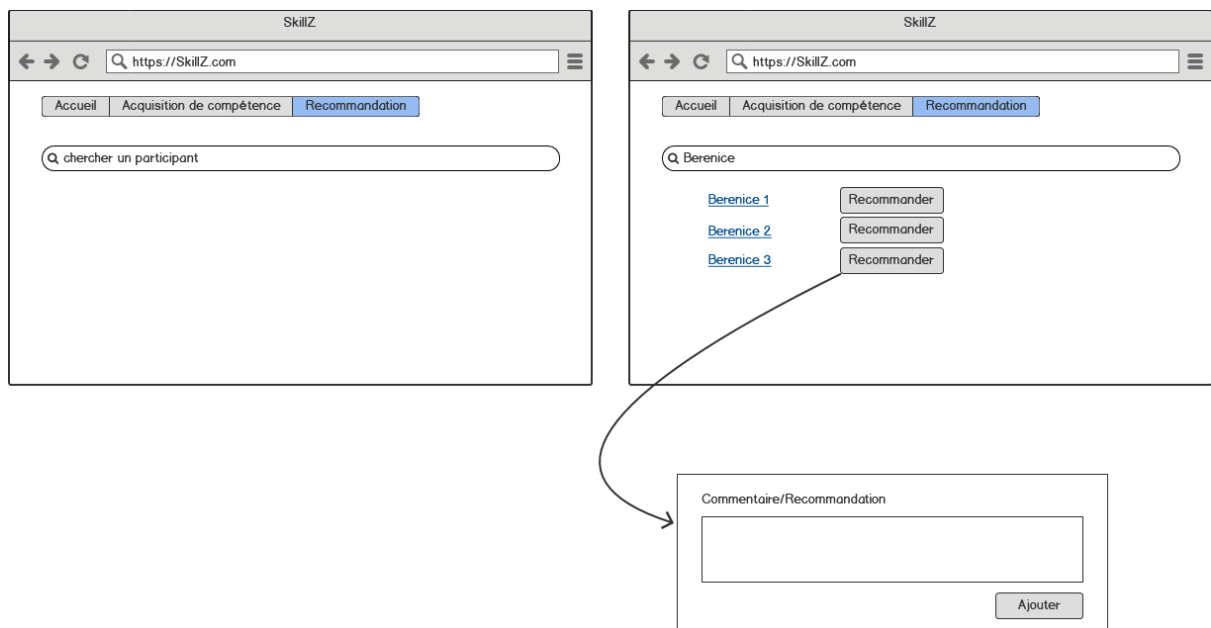 SkillZ
https://SkillZ.com
Accueil Acquisition de compétence Recommandation
chercher un participant
SkillZ
https://SkillZ.com
Accueil Acquisition de compétence Recommandation
Berenice
Berenice 1 Recommander
Berenice 2 Recommander
Berenice 3 Recommander
Commentaire/Recommandation
Ajouter